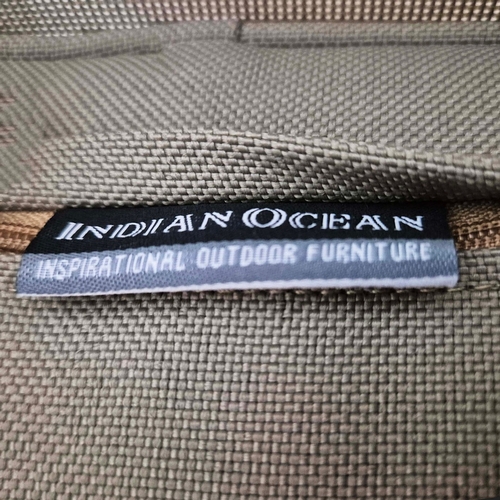 INDIAN OCEAN
INSPIRATIONAL OUTDOOR FURNITURE